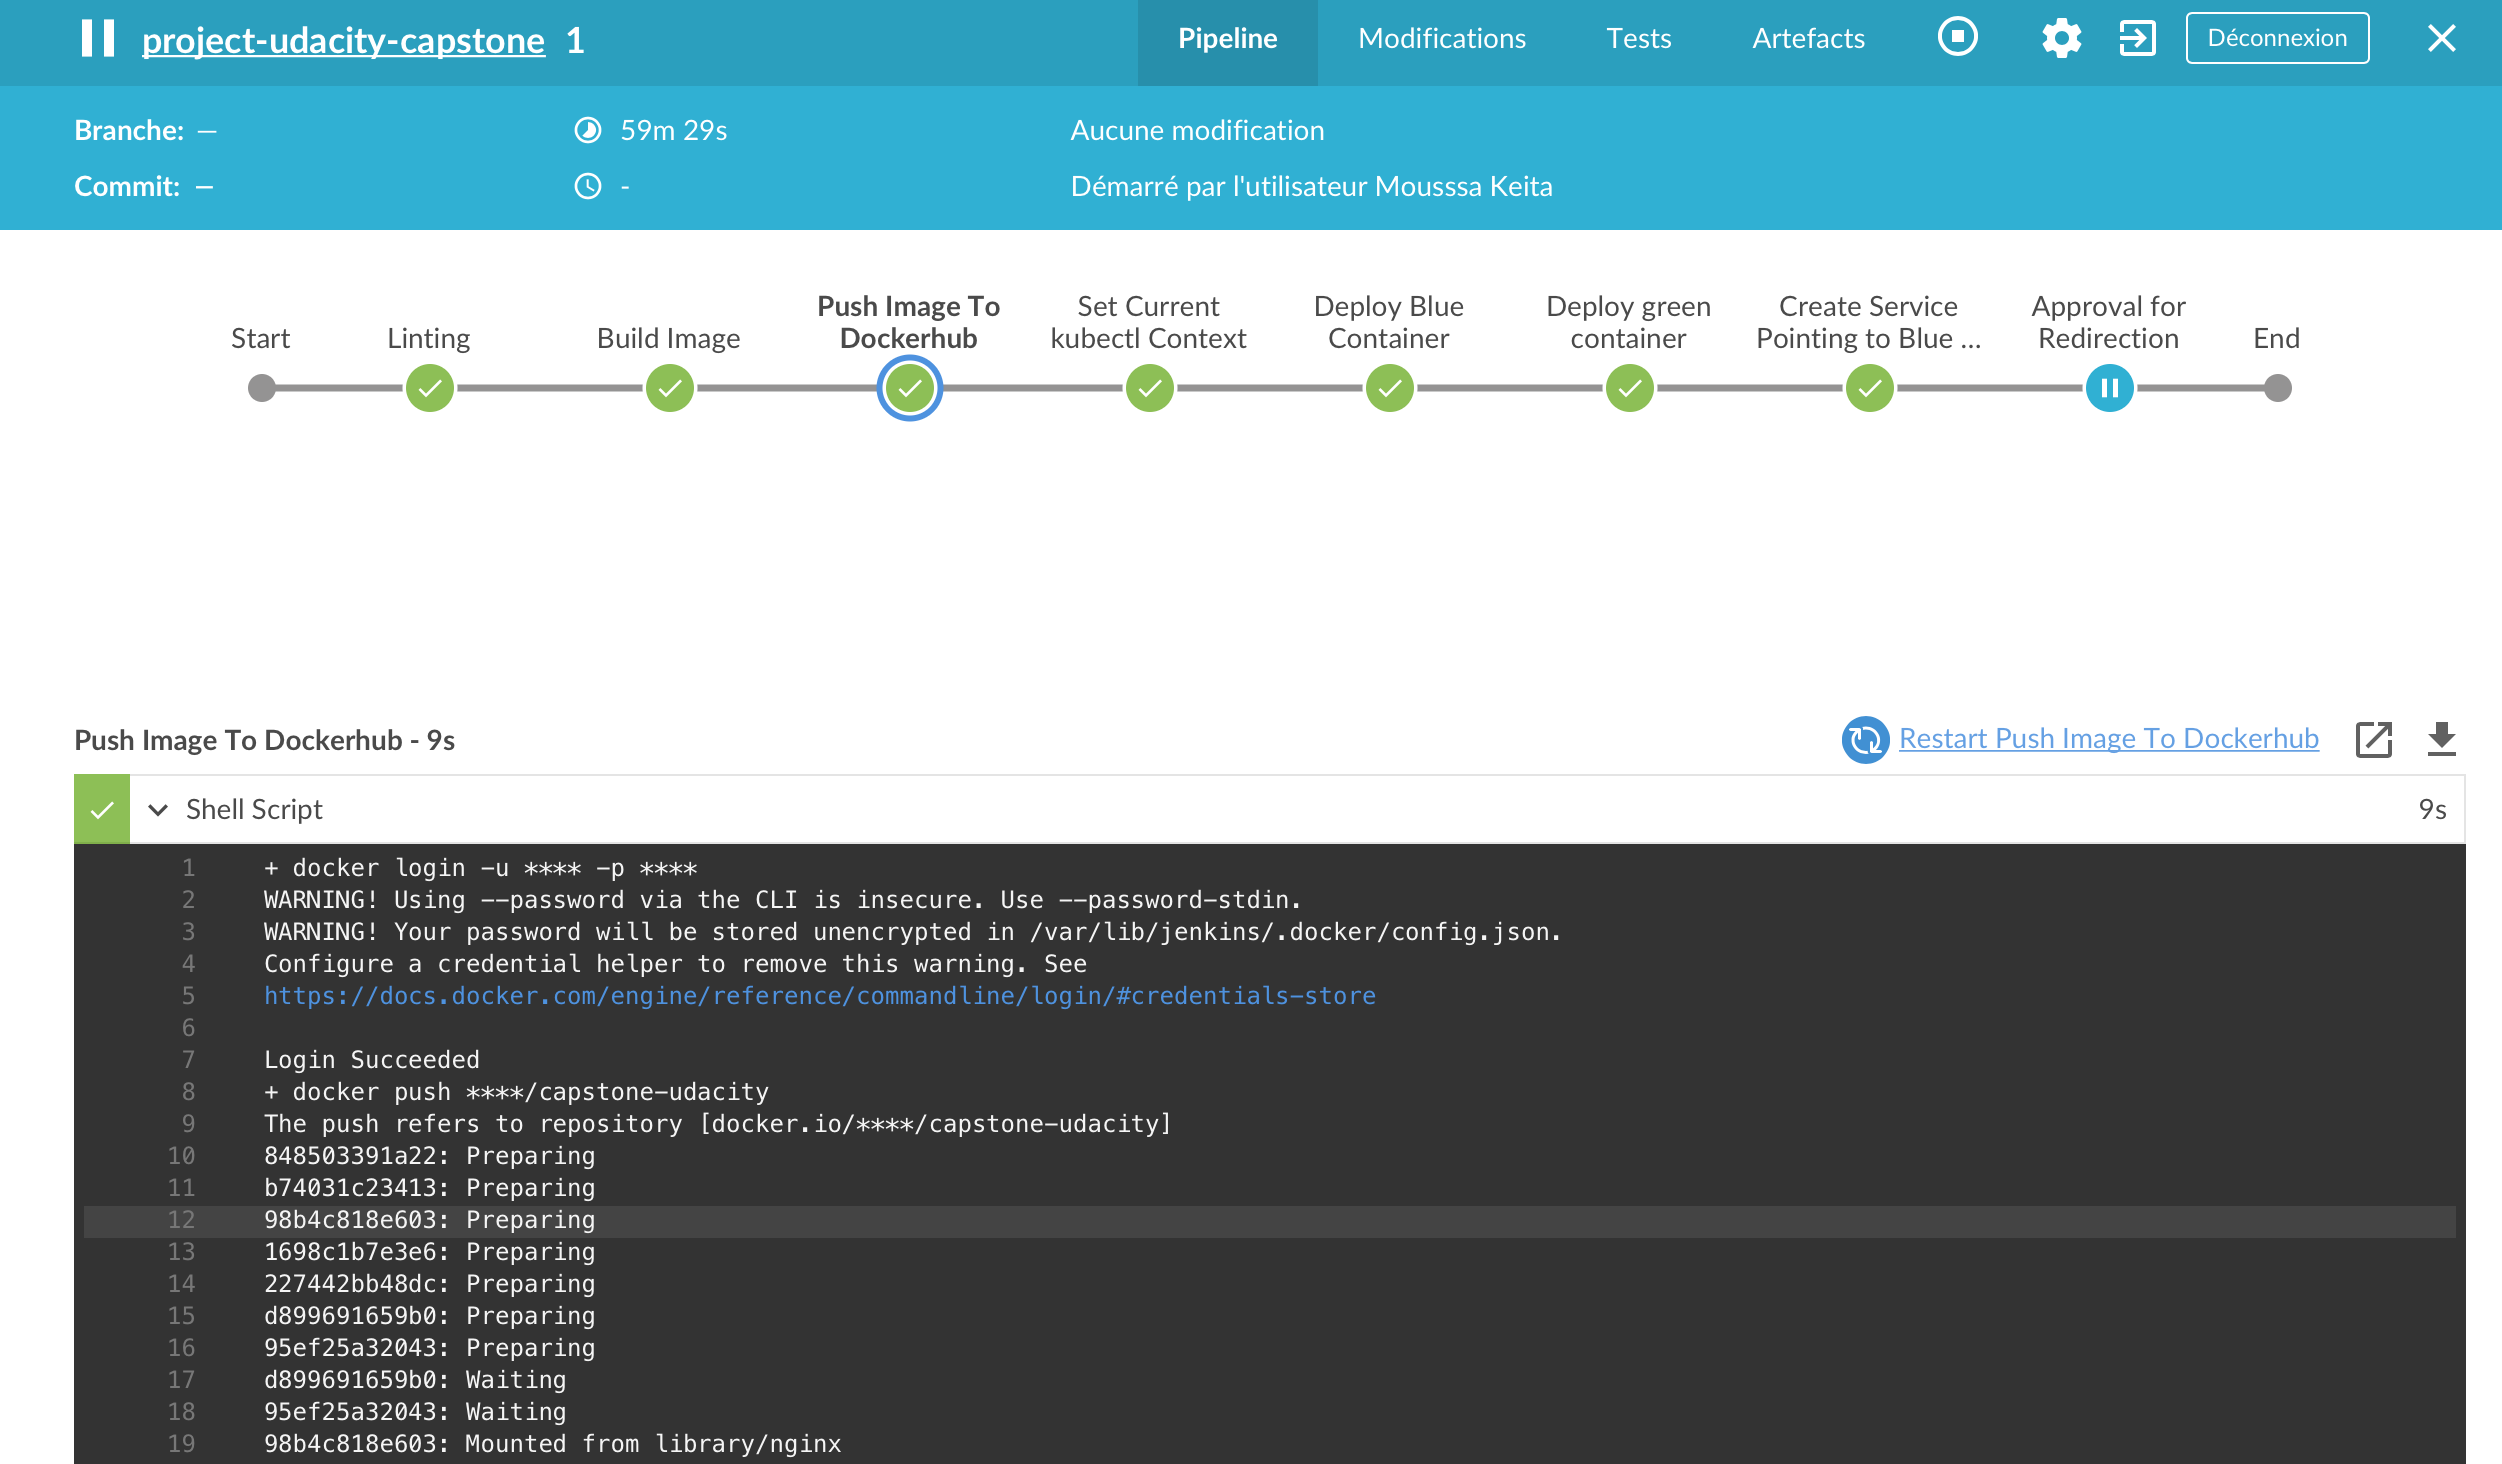 project-udacity-capstone 1
Pipeline
Modifications
Tests
Artefacts
Déconnexion
Branche: —
59m 29s
Aucune modification
Commit: —
-
Démarré par l'utilisateur Mousssa Keita
Start
Linting
Build Image
Push Image To
Dockerhub
Set Current
kubectl Context
Deploy Blue
Container
Deploy green
container
Create Service
Pointing to Blue ...
Approval for
Redirection
End
Push Image To Dockerhub - 9s
Restart Push Image To Dockerhub
Shell Script
9s
1 + docker login -u **** -p ****
2 WARNING! Using --password via the CLI is insecure. Use --password-stdin.
3 WARNING! Your password will be stored unencrypted in /var/lib/jenkins/.docker/config.json.
4 Configure a credential helper to remove this warning. See
5 https://docs.docker.com/engine/reference/commandline/login/#credentials-store
6
7 Login Succeeded
8 + docker push ****/capstone-udacity
9 The push refers to repository [docker.io/****/capstone-udacity]
10 848503391a22: Preparing
11 b74031c23413: Preparing
12 98b4c818e603: Preparing
13 1698c1b7e3e6: Preparing
14 227442bb48dc: Preparing
15 d899691659b0: Preparing
16 95ef25a32043: Preparing
17 d899691659b0: Waiting
18 95ef25a32043: Waiting
19 98b4c818e603: Mounted from library/nginx